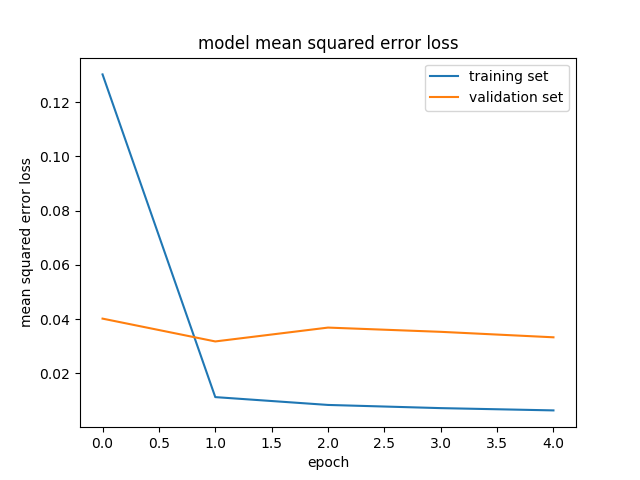 model mean squared error loss
training set
validation set
0.12
0.10
0.08
0.06
0.04
0.02
mean squared error loss
0.0 0.5 1.0 1.5 2.0 2.5 3.0 3.5 4.0
epoch